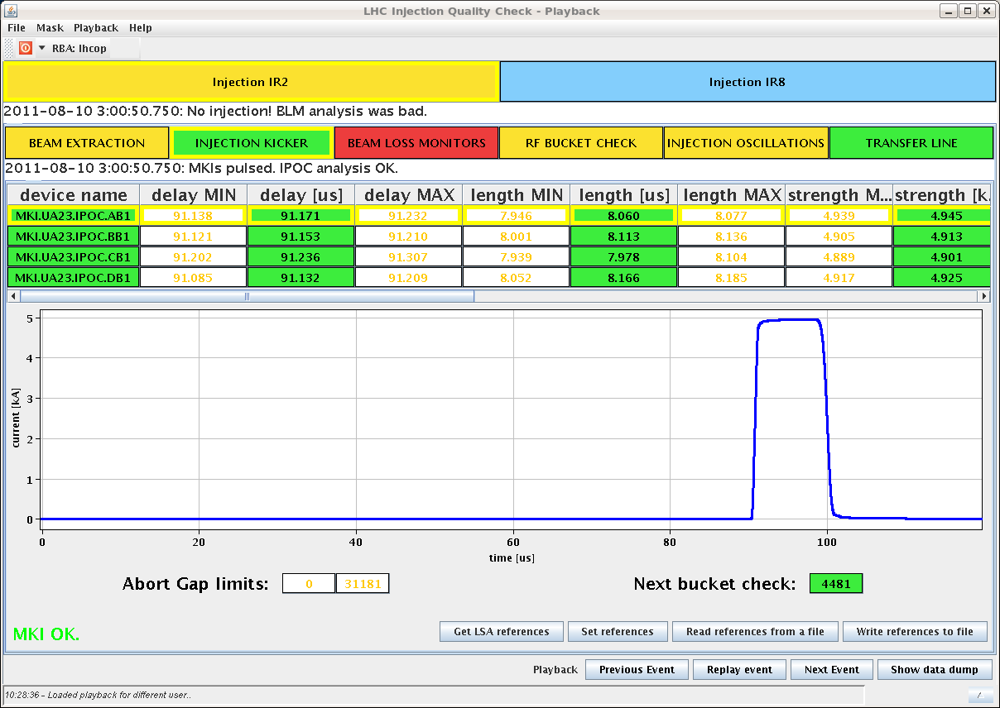 LHC Injection Quality Check - Playback
File Mask Playback Help
RBA: lhcop
Injection IR2 Injection IR8
2011-08-10 3:00:50.750: No injection! BLM analysis was bad.
BEAM EXTRACTION INJECTION KICKER BEAM LOSS MONITORS RF BUCKET CHECK INJECTION OSCILLATIONS TRANSFER LINE
2011-08-10 3:00:50.750: MKIs pulsed. IPOC analysis OK.
device name delay MIN delay [us] delay MAX length MIN length [us] length MAX strength M... strength [k.
MKI.UA23.IPOC.AB1 91.138 91.171 91.232 7.946 8.060 8.077 4.939 4.945
MKI.UA23.IPOC.BB1 91.121 91.153 91.210 8.001 8.113 8.136 4.905 4.913
MKI.UA23.IPOC.CB1 91.202 91.236 91.307 7.939 7.978 8.104 4.889 4.901
MKI.UA23.IPOC.DB1 91.085 91.132 91.209 8.052 8.166 8.185 4.917 4.925
5
4
3
2
1
0
current [kA]
0 20 40 60 80 100
time [us]
Abort Gap limits: 0 31181 Next bucket check: 4481
MKI OK. Get LSA references Set references Read references from a file Write references to file
Playback Previous Event Replay event Next Event Show data dump
10:28:36 - Loaded playback for different user..